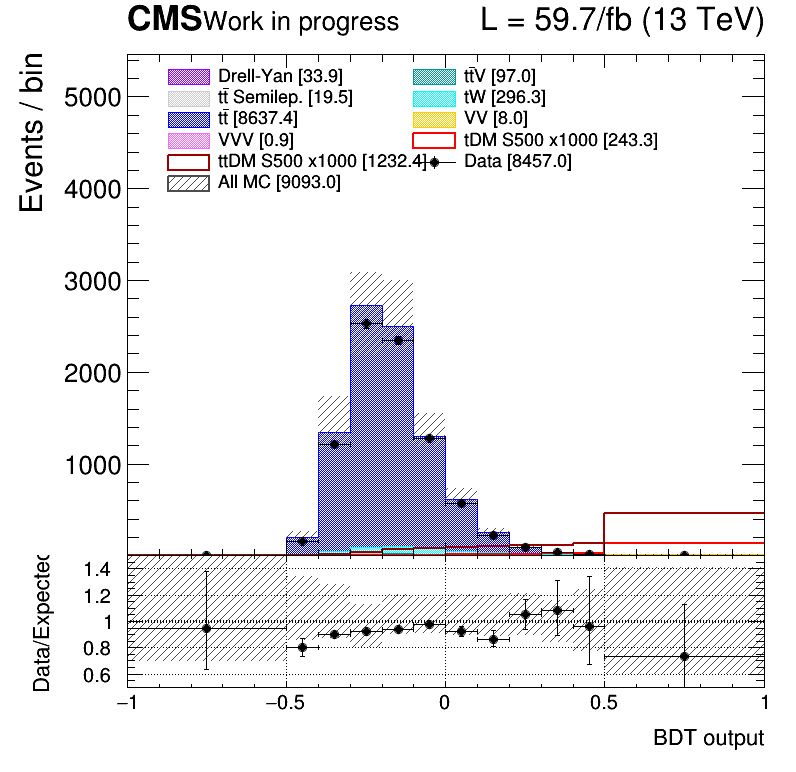 CMS Work in progress L = 59.7/fb (13 TeV)
Events / bin
Drell-Yan [33.9] tt̄V [97.0]
tt̄ Semilep. [19.5] tW [296.3]
tt̄ [8637.4] VV [8.0]
VVV [0.9] tDM S500 x1000 [243.3]
ttDM S500 x1000 [1232.4] Data [8457.0]
All MC [9093.0]
5000
4000
3000
2000
1000
Data/Expected
1.4
1.2
1
0.8
0.6
−1 −0.5 0 0.5 1
BDT output